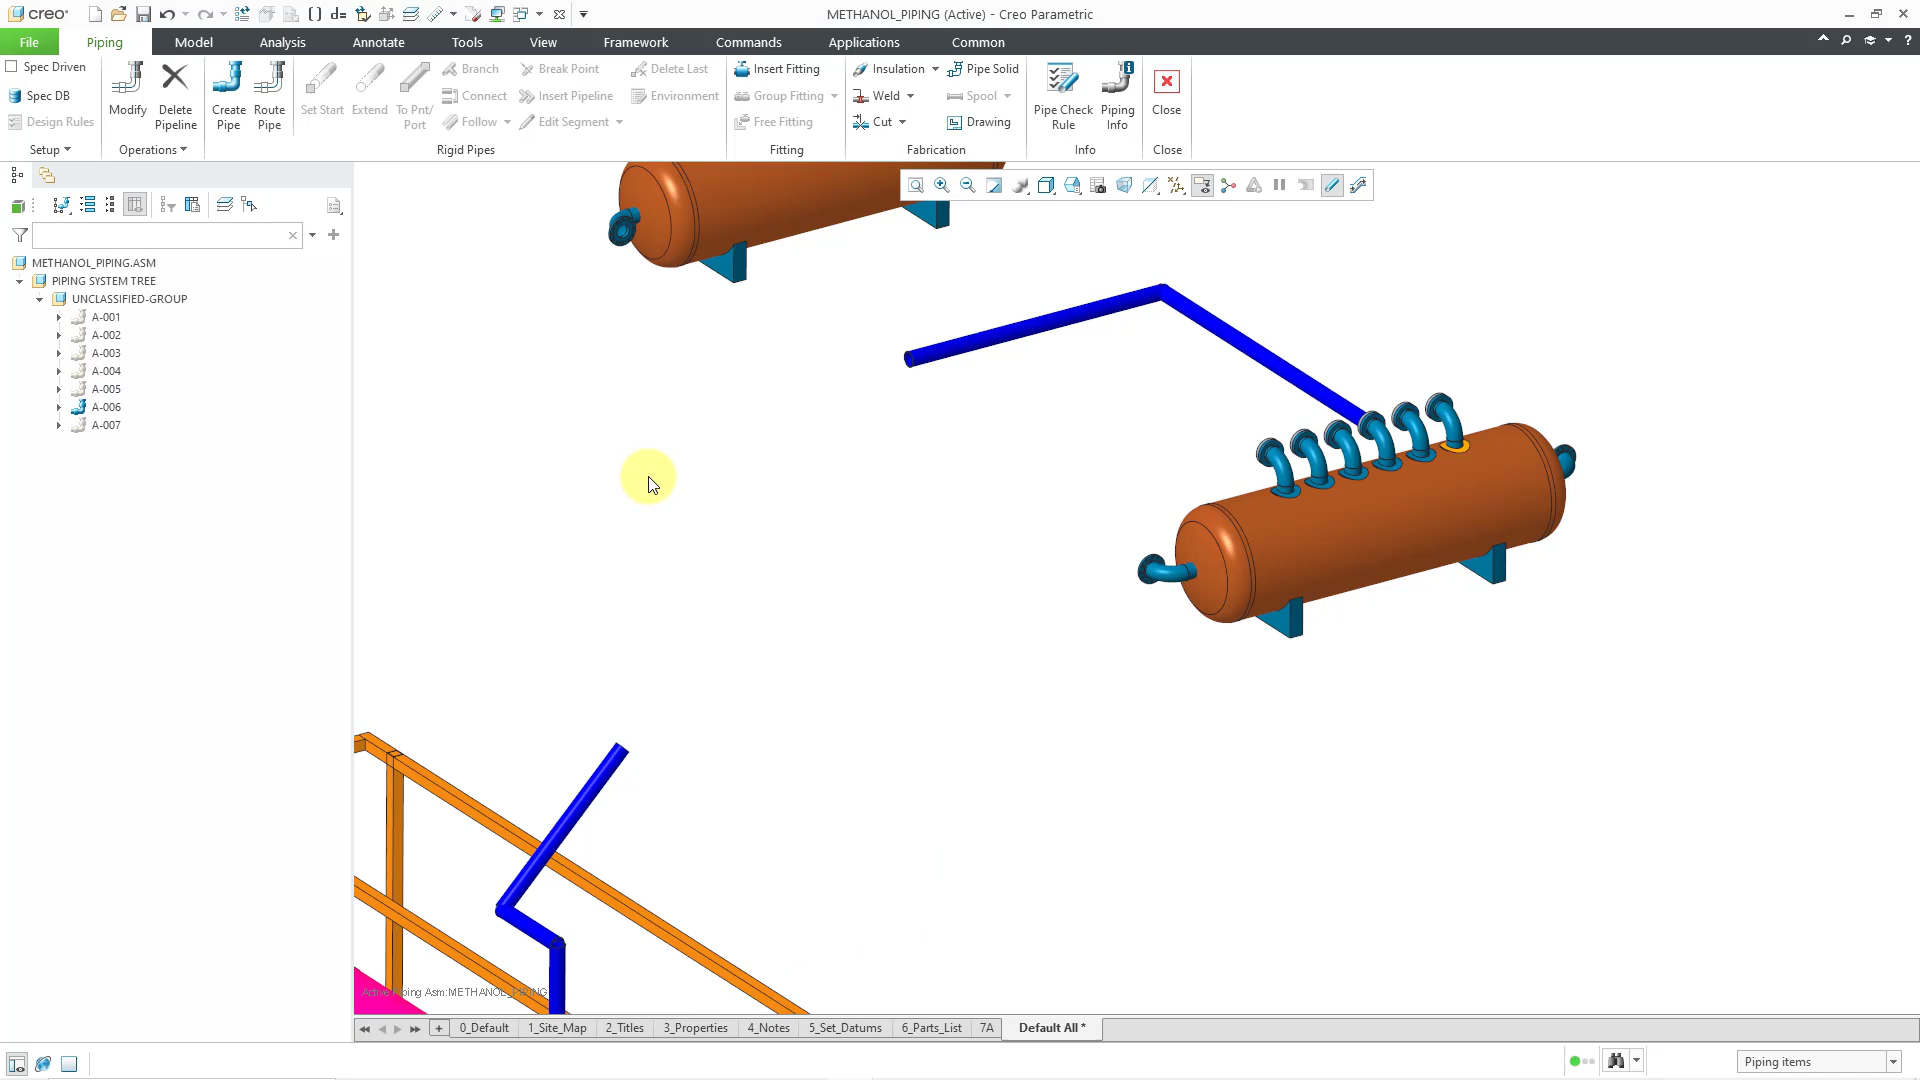 creo
METHANOL_PIPING (Active) - Creo Parametric
File
Piping
Model
Analysis
Annotate
Tools
View
Framework
Commands
Applications
Common
Spec Driven
Spec DB
Design Rules
Setup
Modify
Delete
Pipeline
Operations
Create
Pipe
Route
Pipe
Set Start
Extend
To Pnt/
Port
Branch
Connect
Follow
Break Point
Insert Pipeline
Edit Segment
Delete Last
Environment
Rigid Pipes
Insert Fitting
Group Fitting
Free Fitting
Fitting
Insulation
Weld
Cut
Pipe Solid
Spool
Drawing
Fabrication
Pipe Check
Rule
Piping
Info
Info
Close
Close
METHANOL_PIPING.ASM
PIPING SYSTEM TREE
UNCLASSIFIED-GROUP
A-001
A-002
A-003
A-004
A-005
A-006
A-007
Active Piping Asm:METHANOL_PIPING
0_Default
1_Site_Map
2_Titles
3_Properties
4_Notes
5_Set_Datums
6_Parts_List
7A
Default All *
Piping items